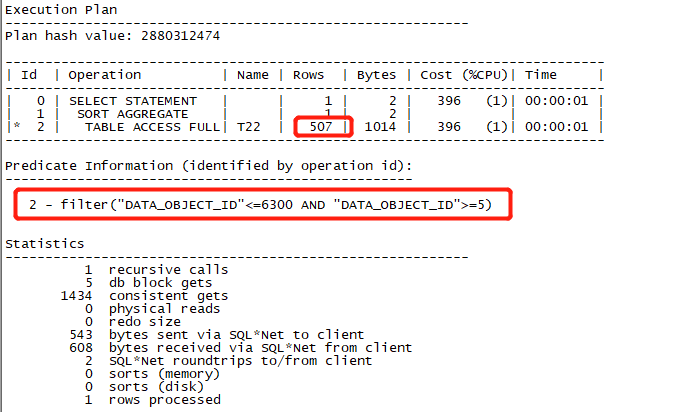 Execution Plan
----------------------------------------------------------
Plan hash value: 2880312474
---------------------------------------------------------------------------
| Id  | Operation          | Name | Rows  | Bytes | Cost (%CPU)| Time     |
---------------------------------------------------------------------------
|   0 | SELECT STATEMENT   |      |     1 |     2 |   396   (1)| 00:00:01 |
|   1 |  SORT AGGREGATE    |      |     1 |     2 |            |          |
|*  2 |   TABLE ACCESS FULL| T22  |   507 |  1014 |   396   (1)| 00:00:01 |
---------------------------------------------------------------------------
Predicate Information (identified by operation id):
---------------------------------------------------
2 - filter("DATA_OBJECT_ID"<=6300 AND "DATA_OBJECT_ID">=5)
Statistics
----------------------------------------------------------
1 recursive calls
5 db block gets
1434 consistent gets
0 physical reads
0 redo size
543 bytes sent via SQL*Net to client
608 bytes received via SQL*Net from client
2 SQL*Net roundtrips to/from client
0 sorts (memory)
0 sorts (disk)
1 rows processed